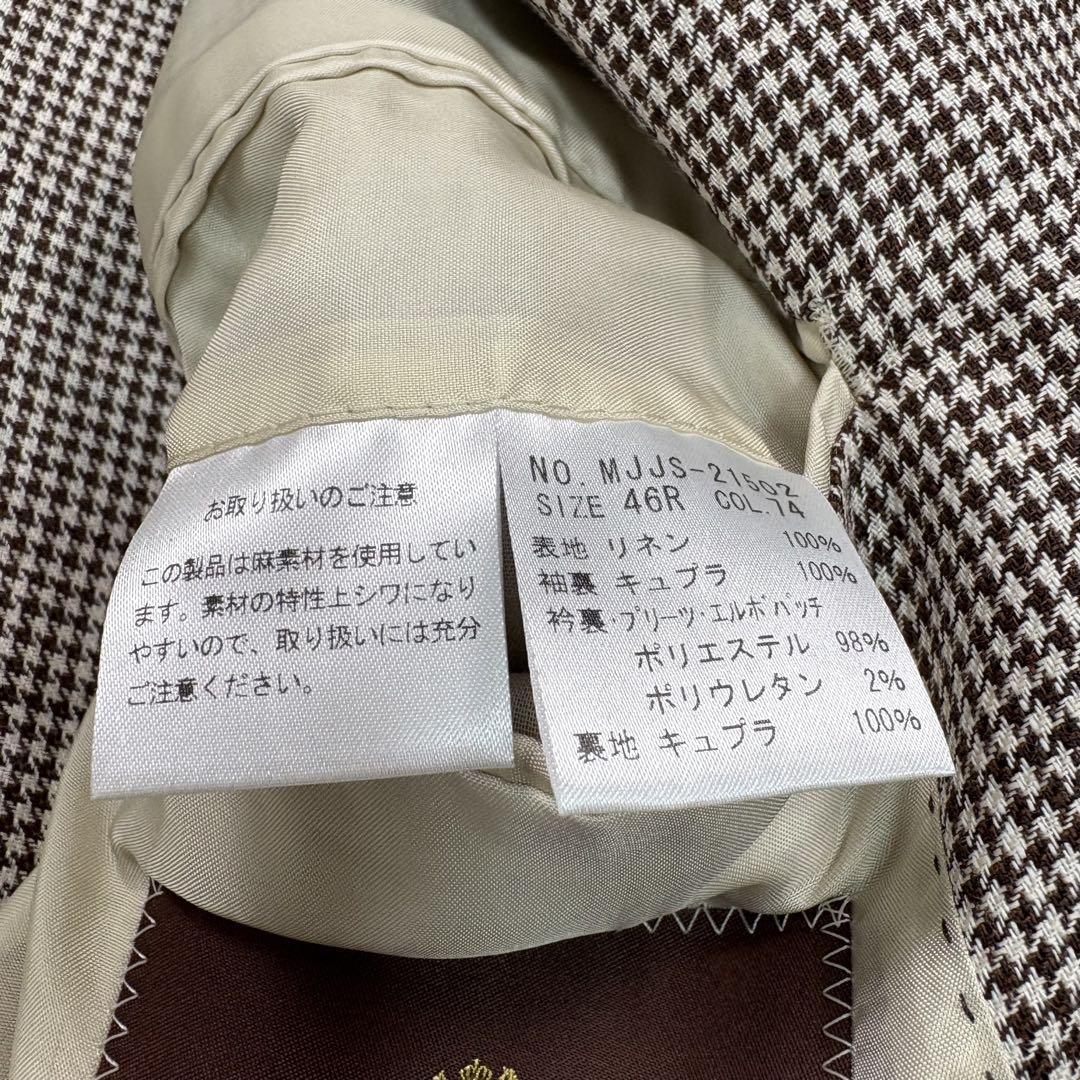 お取り扱いのご注意
この製品は麻素材を使用してい
ます。素材の特性上シワになり
やすいので、取り扱いには充分
ご注意ください。
NO. MJJS-21502
SIZE 46R COL.74
表地 リネン 100%
袖裏 キュプラ 100%
衿裏・プリーツ・エルボパッチ
ポリエステル 98%
ポリウレタン 2%
裏地 キュプラ 100%